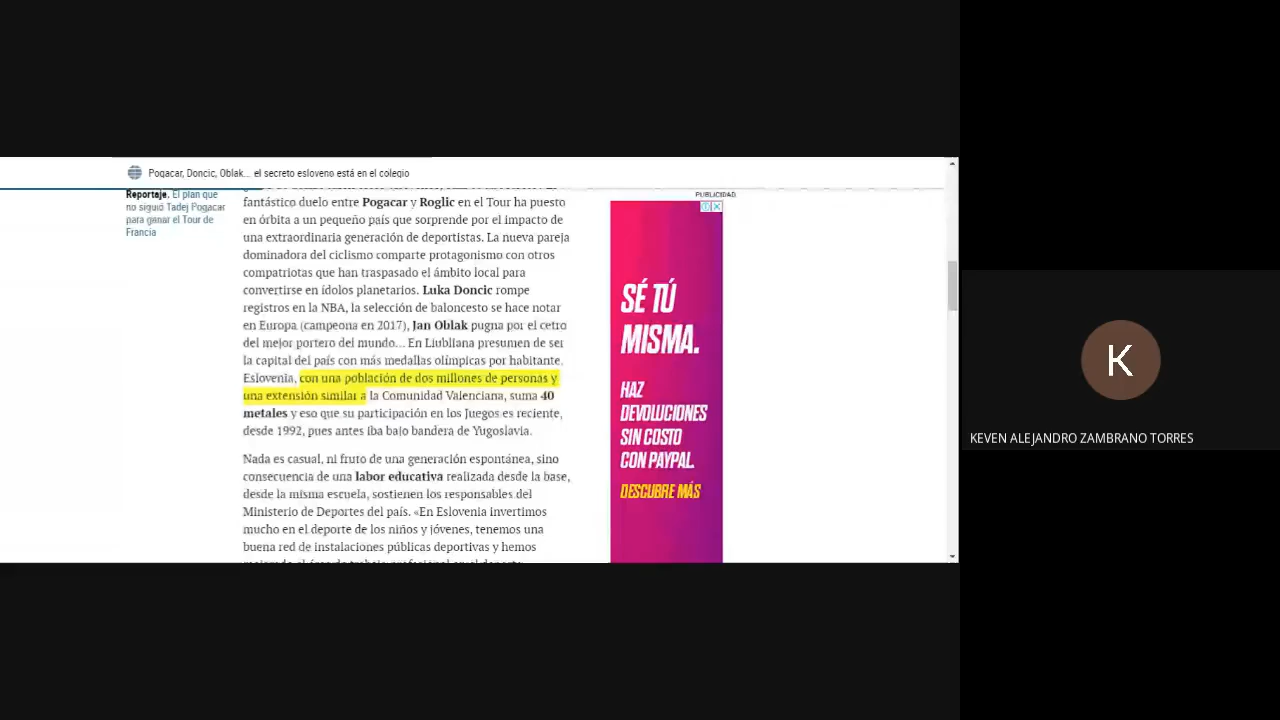 Pogacar, Doncic, Oblak... el secreto esloveno está en el colegio
Reportaje. El plan que
no siguió Tadej Pogacar
para ganar el Tour de
Francia
fantástico duelo entre Pogacar y Roglic en el Tour ha puesto
en órbita a un pequeño país que sorprende por el impacto de
una extraordinaria generación de deportistas. La nueva pareja
dominadora del ciclismo comparte protagonismo con otros
compatriotas que han traspasado el ámbito local para
convertirse en ídolos planetarios. Luka Doncic rompe
registros en la NBA, la selección de baloncesto se hace notar
en Europa (campeona en 2017), Jan Oblak pugna por el cetro
del mejor portero del mundo... En Liubliana presumen de ser
la capital del país con más medallas olímpicas por habitante.
Eslovenia, con una población de dos millones de personas y
una extensión similar a la Comunidad Valenciana, suma 40
metales y eso que su participación en los Juegos es reciente,
desde 1992, pues antes iba bajo bandera de Yugoslavia.
Nada es casual, ni fruto de una generación espontánea, sino
consecuencia de una labor educativa realizada desde la base,
desde la misma escuela, sostienen los responsables del
Ministerio de Deportes del país. «En Eslovenia invertimos
mucho en el deporte de los niños y jóvenes, tenemos una
buena red de instalaciones públicas deportivas y hemos
PUBLICIDAD
SÉ TÚ
MISMA.
HAZ
DEVOLUCIONES
SIN COSTO
CON PAYPAL.
DESCUBRE MÁS
K
KEVEN ALEJANDRO ZAMBRANO TORRES